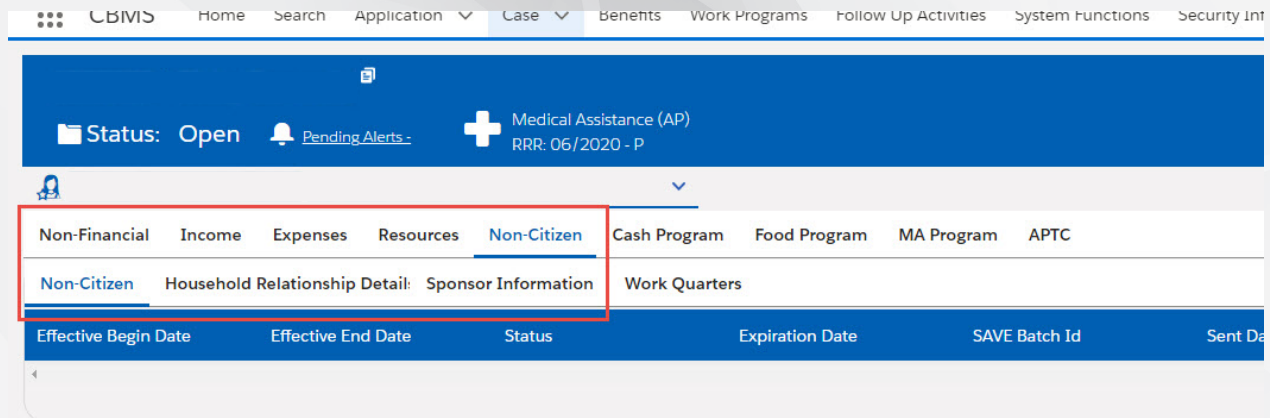 CBMS Home Search Application Case Benefits Work Programs Follow Up Activities System Functions Security Inf
Medical Assistance (AP)
Status: Open Pending Alerts - RRR: 06/2020 - P
Non-Financial Income Expenses Resources Non-Citizen Cash Program Food Program MA Program APTC
Non-Citizen Household Relationship Detail Sponsor Information Work Quarters
Effective Begin Date Effective End Date Status Expiration Date SAVE Batch Id Sent Da